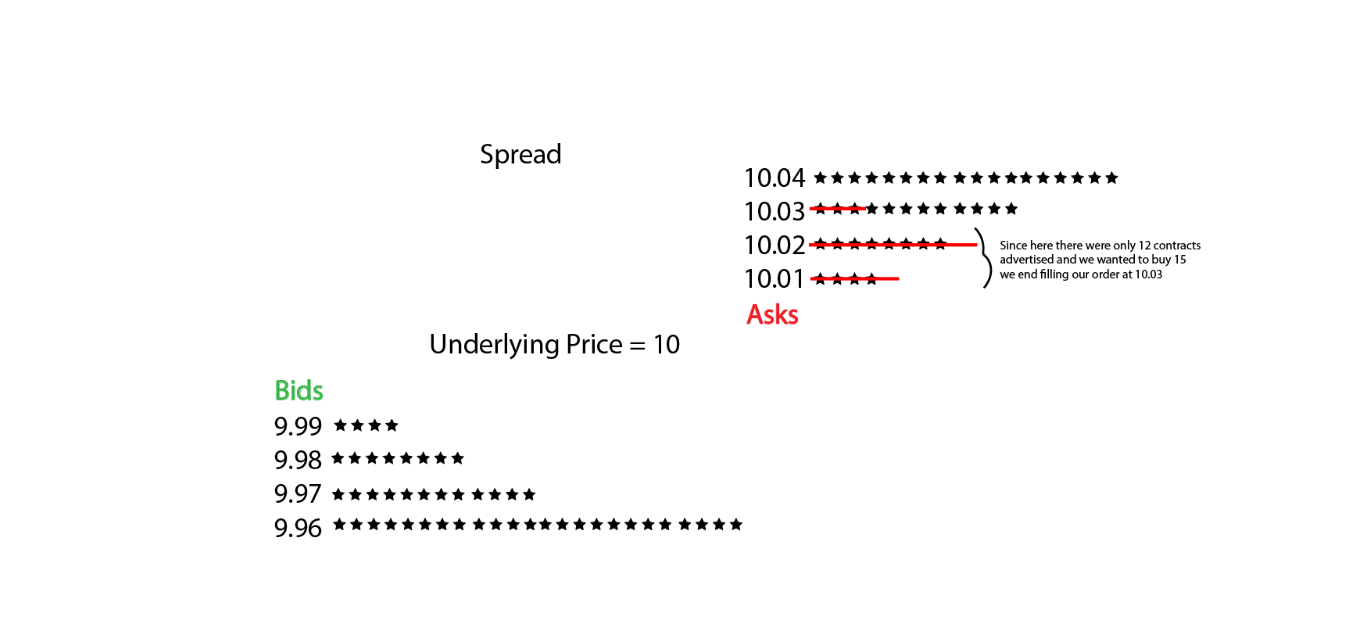 Spread
10.04
10.03
10.02
10.01
Since here there were only 12 contracts
advertised and we wanted to buy 15
we end filling our order at 10.03
Asks
Underlying Price = 10
Bids
9.99
9.98
9.97
9.96